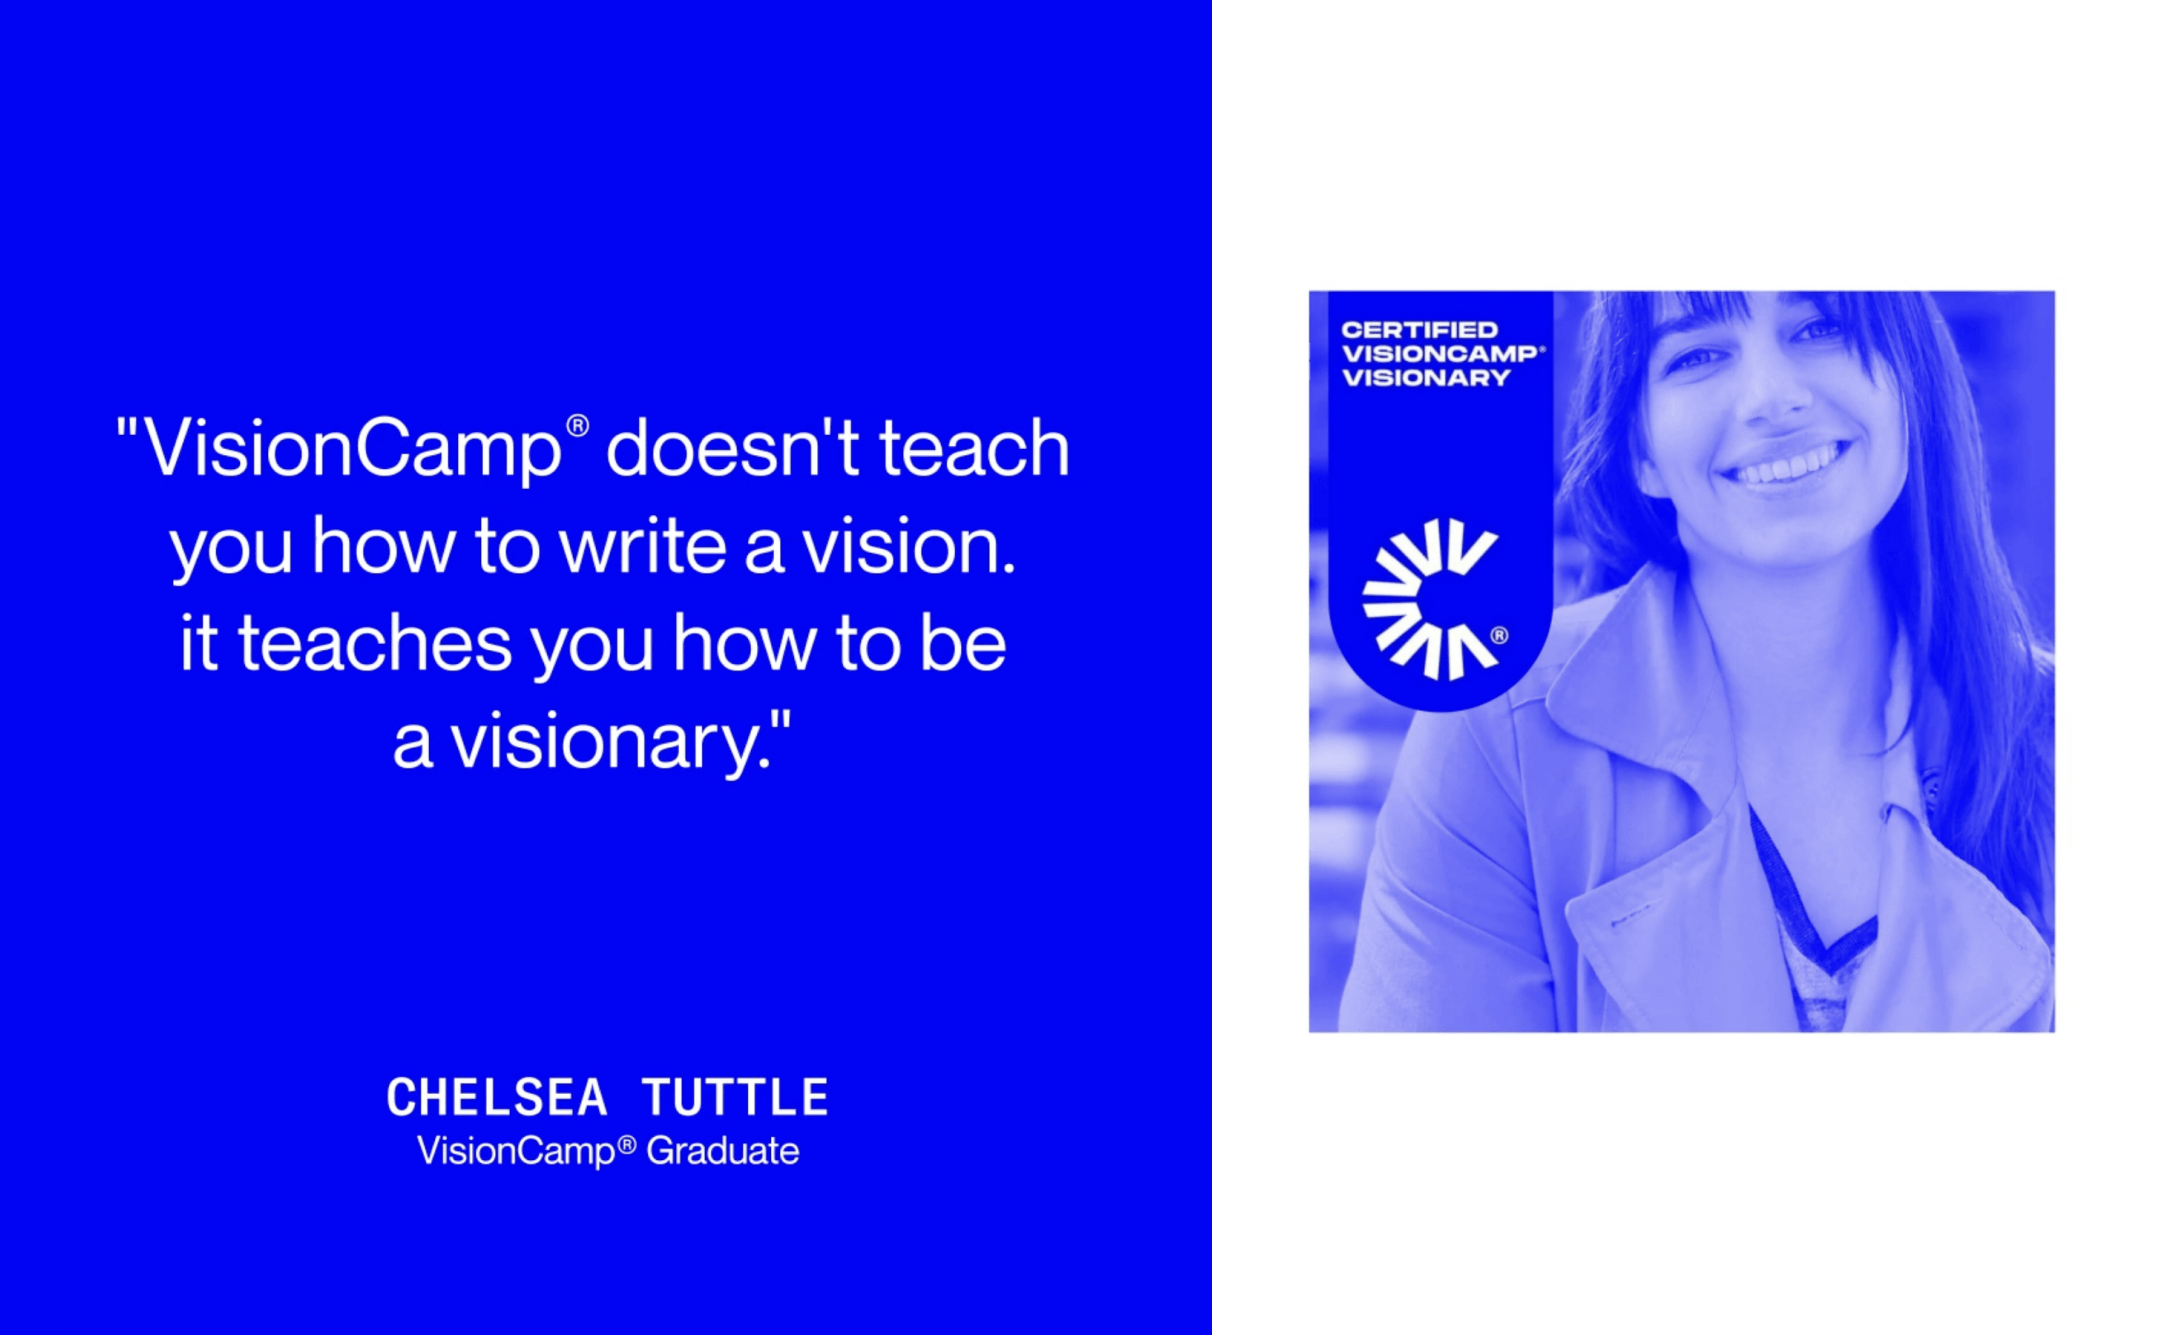 "VisionCamp® doesn't teach
you how to write a vision.
it teaches you how to be
a visionary."
CHELSEA TUTTLE
VisionCamp® Graduate
CERTIFIED
VISIONCAMP®
VISIONARY
®